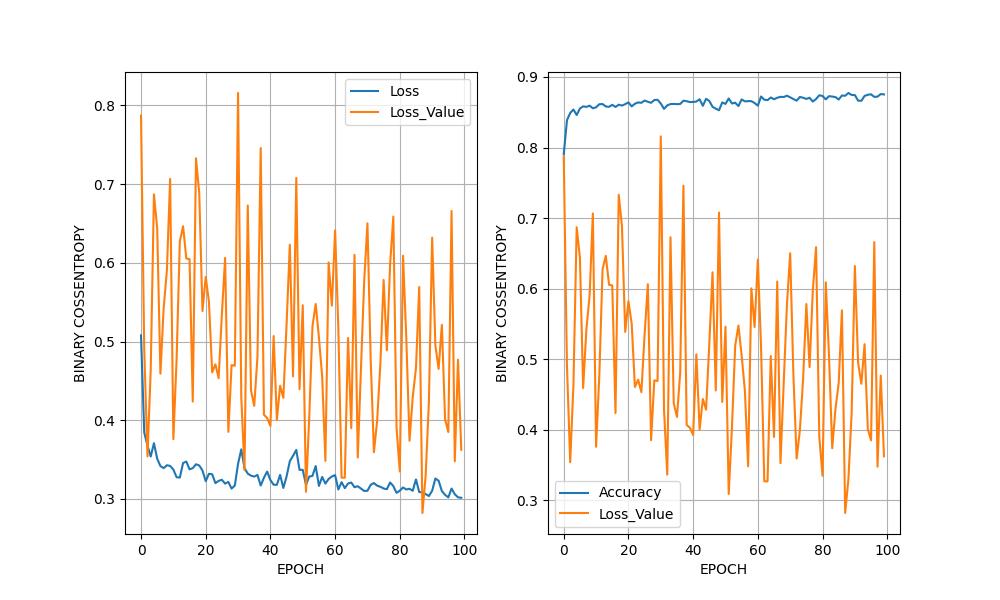 Loss
Loss_Value
0.8
0.7
0.6
0.5
0.4
0.3
BINARY COSSENTROPY
0 20 40 60 80 100
EPOCH
0.9
0.8
0.7
0.6
0.5
0.4
0.3
BINARY COSSENTROPY
Accuracy
Loss_Value
0 20 40 60 80 100
EPOCH